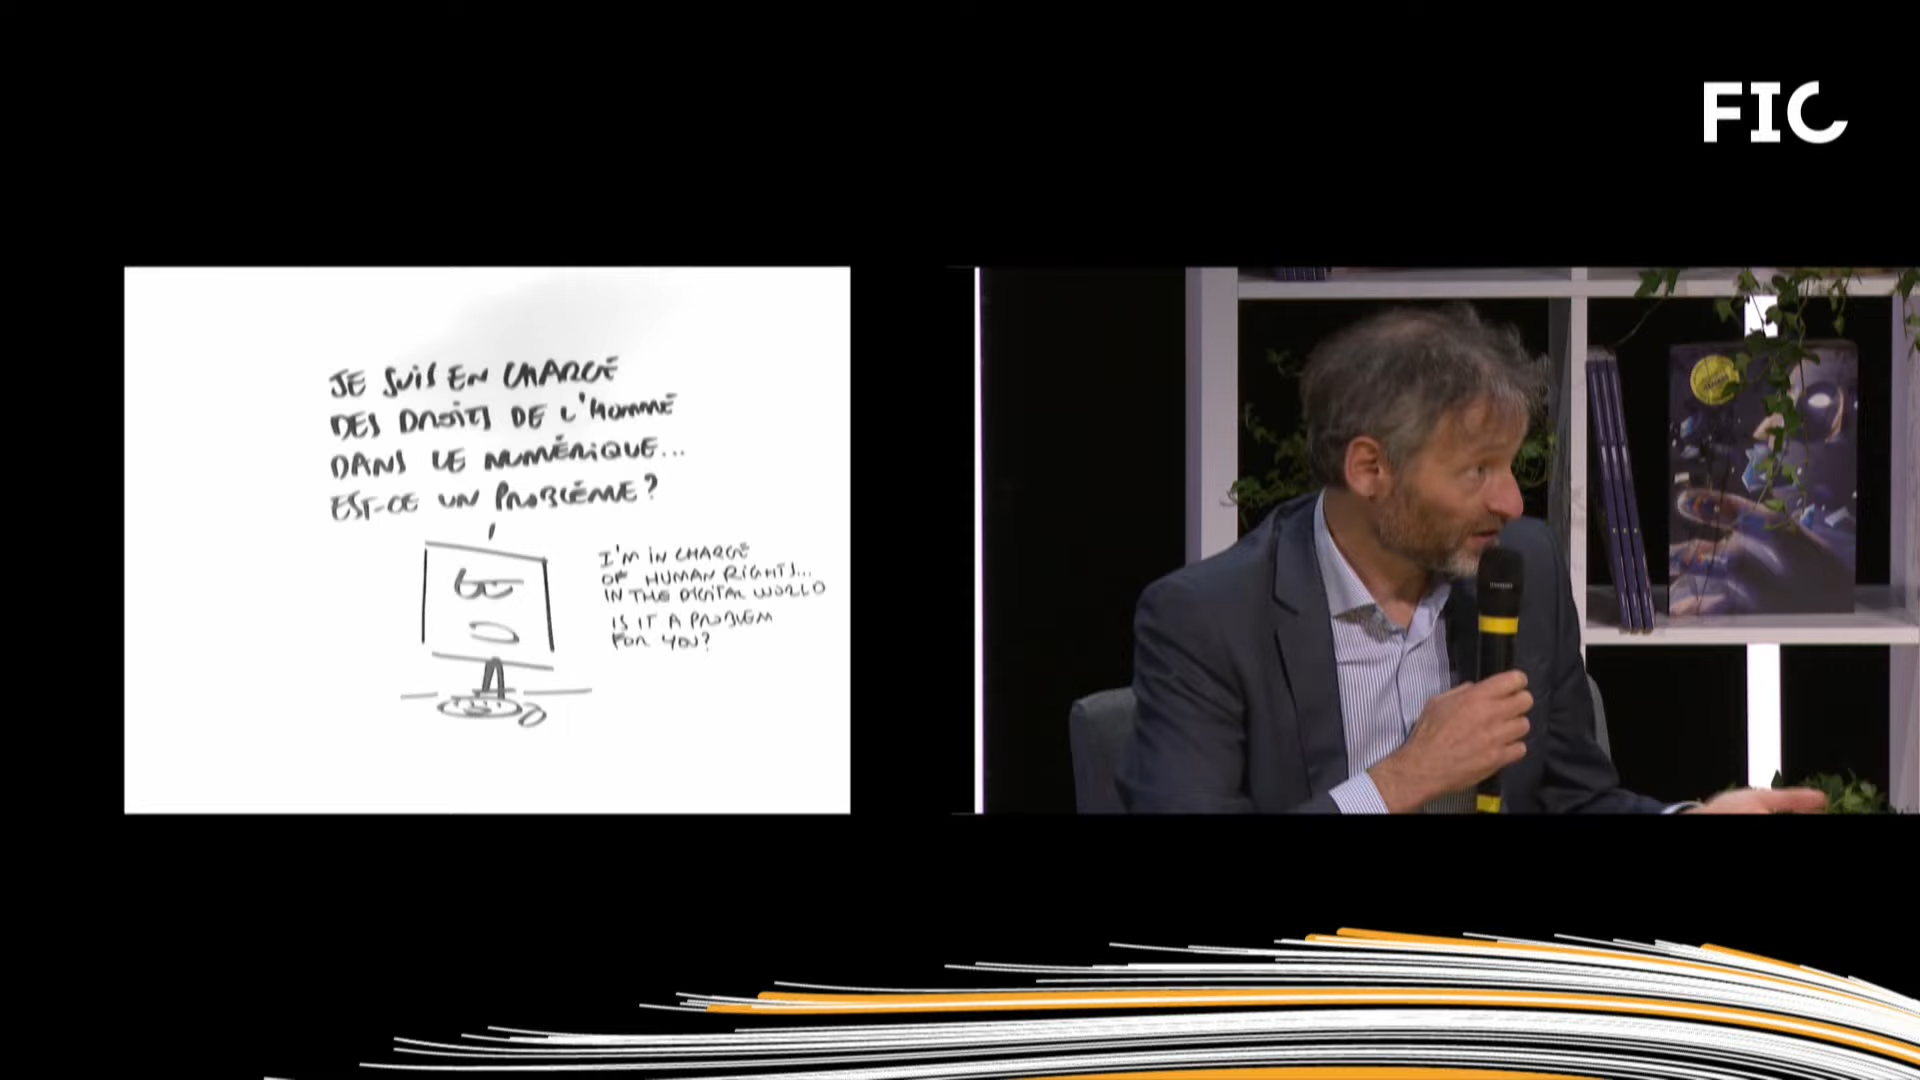 FIC
JE SUIS EN CHARGE
DES DROITS DE L'HOMME
DANS LE NUMÉRIQUE...
EST-CE UN PROBLÈME?
I'M IN CHARGE
OF HUMAN RIGHTS...
IN THE DIGITAL WORLD
IS IT A PROBLEM
FOR YOU?